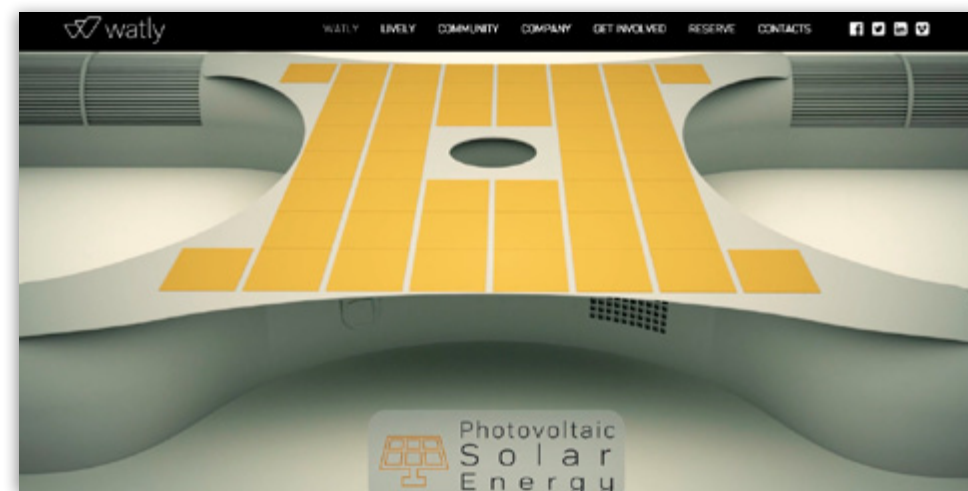 watly
WATLY LIVELY COMMUNITY COMPANY GET INVOLVED RESERVE CONTACTS
Photovoltaic
Solar
Energy